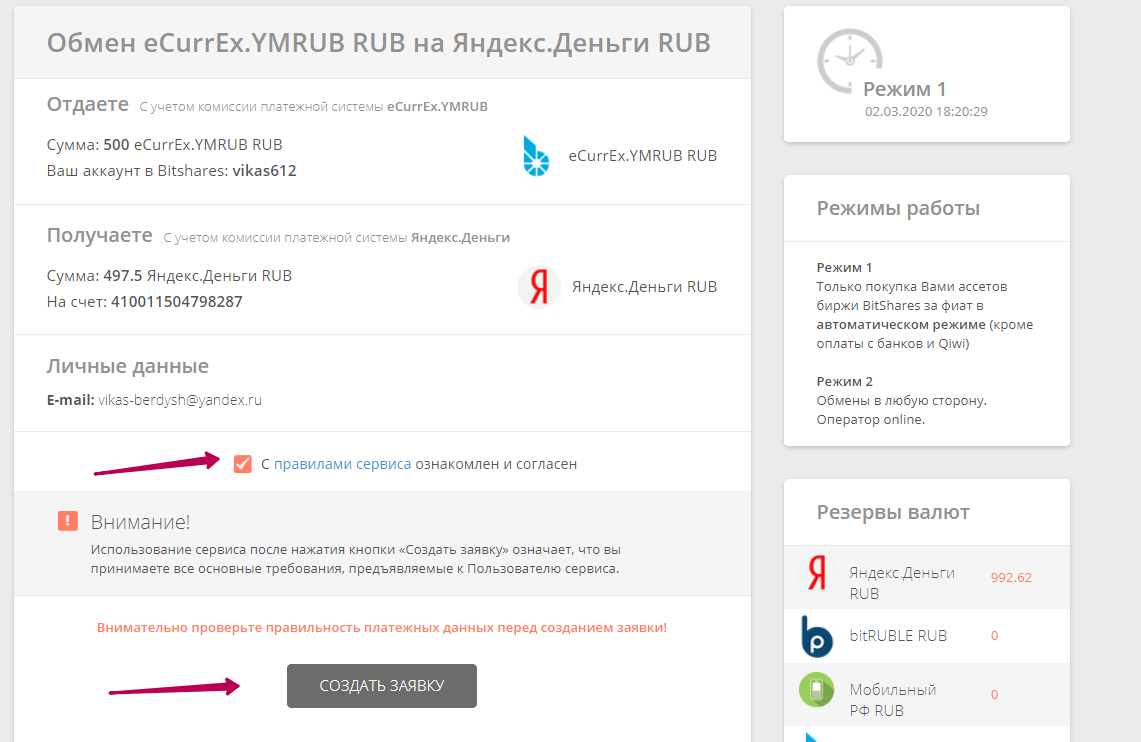 Обмен eCurrEx.YMRUB RUB на Яндекс.Деньги RUB
Отдаете С учетом комиссии платежной системы eCurrEx.YMRUB
Сумма: 500 eCurrEx.YMRUB RUB
Ваш аккаунт в Bitshares: vikas612
eCurrEx.YMRUB RUB
Получаете С учетом комиссии платежной системы Яндекс.Деньги
Сумма: 497.5 Яндекс.Деньги RUB
На счет: 410011504798287
Я
Яндекс.Деньги RUB
Личные данные
E-mail: vikas-berdysh@yandex.ru
С правилами сервиса ознакомлен и согласен
! Внимание!
Использование сервиса после нажатия кнопки «Создать заявку» означает, что вы
принимаете все основные требования, предъявляемые к Пользователю сервиса.
Внимательно проверьте правильность платежных данных перед созданием заявки!
СОЗДАТЬ ЗАЯВКУ
Режим 1
02.03.2020 18:20:29
Режимы работы
Режим 1
Только покупка Вами ассетов
биржи BitShares за фиат в
автоматическом режиме (кроме
оплаты с банков и Qiwi)
Режим 2
Обмены в любую сторону.
Оператор online.
Резервы валют
Я
Яндекс.Деньги
RUB
992.62
bitRUBLE RUB
0
Мобильный
РФ RUB
0